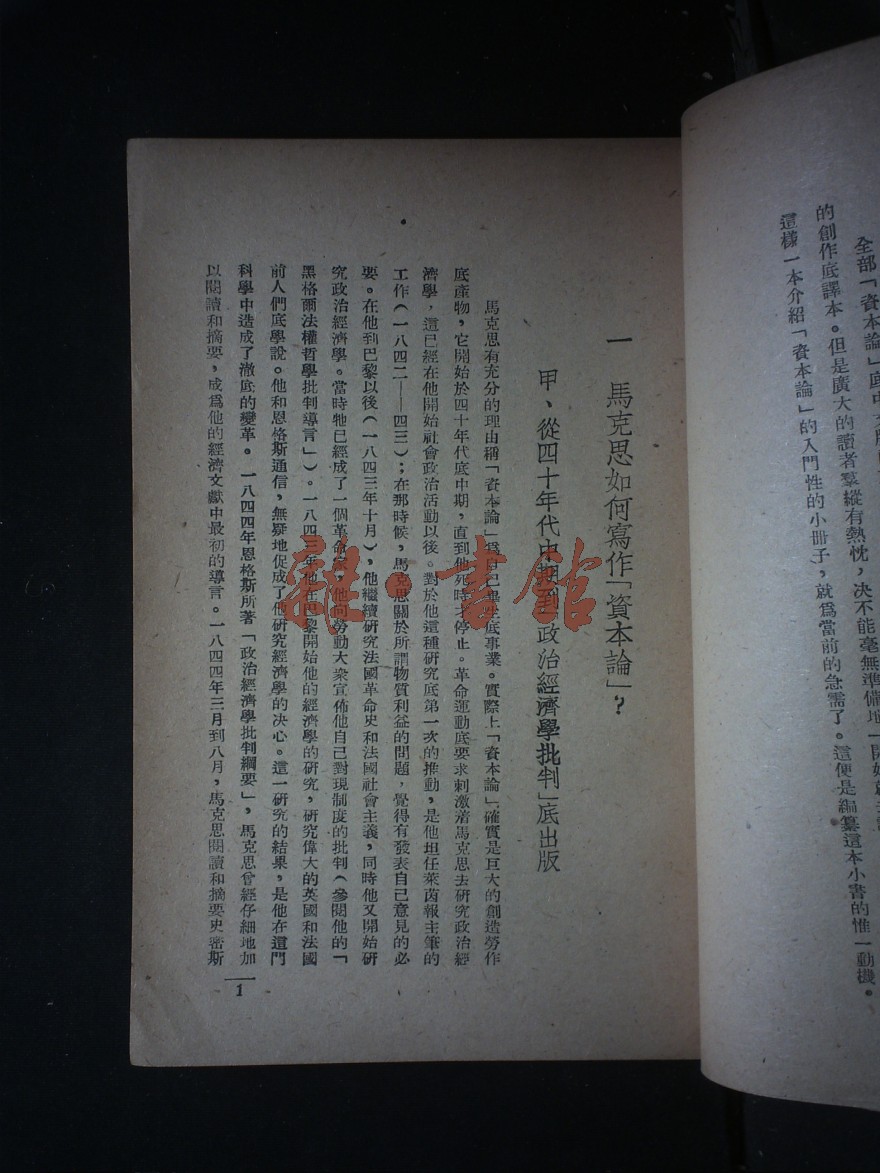 全部「資本論」底中
的創作底譯本。但是廣大的讀者羣縱有熱忱，決不能毫無準備地一開始就去讀
這樣一本介紹「資本論」的入門性的小冊子，就爲當前的急需了。這便是編纂這本小書的惟一動機。
一　馬克思如何寫作「資本論」？
甲、從四十年代中期到「政治經濟學批判」底出版
馬克思有充分的理由稱「資本論」爲自己畢生底事業。實際上「資本論」確實是巨大的創造勞作
底產物，它開始於四十年代底中期，直到他死時才停止。革命運動底要求刺激着馬克思去研究政治經
濟學，這已經在他開始社會政治活動以後。對於他這種研究底第一次的推動，是他担任萊茵報主筆的
工作（一八四二——四三）；在那時候，馬克思關於所謂物質利益的問題，覺得有發表自己意見的必
要。在他到巴黎以後（一八四三年十月），他繼續研究法國革命史和法國社會主義，同時他又開始研
究政治經濟學。當時他已經成了一個革命家，他向勞動大衆宣佈他自己對現制度的批判（參閱他的「
黑格爾法權哲學批判導言」）。一八四三年他在巴黎開始他的經濟學的研究，研究偉大的英國和法國
前人們底學說。他和恩格斯通信，無疑地促成了他研究經濟學的决心。這一研究的結果，是他在這門
科學中造成了澈底的變革。一八四四年恩格斯所著「政治經濟學批判綱要」，馬克思曾經仔細地加
以閱讀和摘要，成爲他的經濟文獻中最初的導言。一八四四年三月到八月，馬克思閱讀和摘要史密斯
1
龍·書館